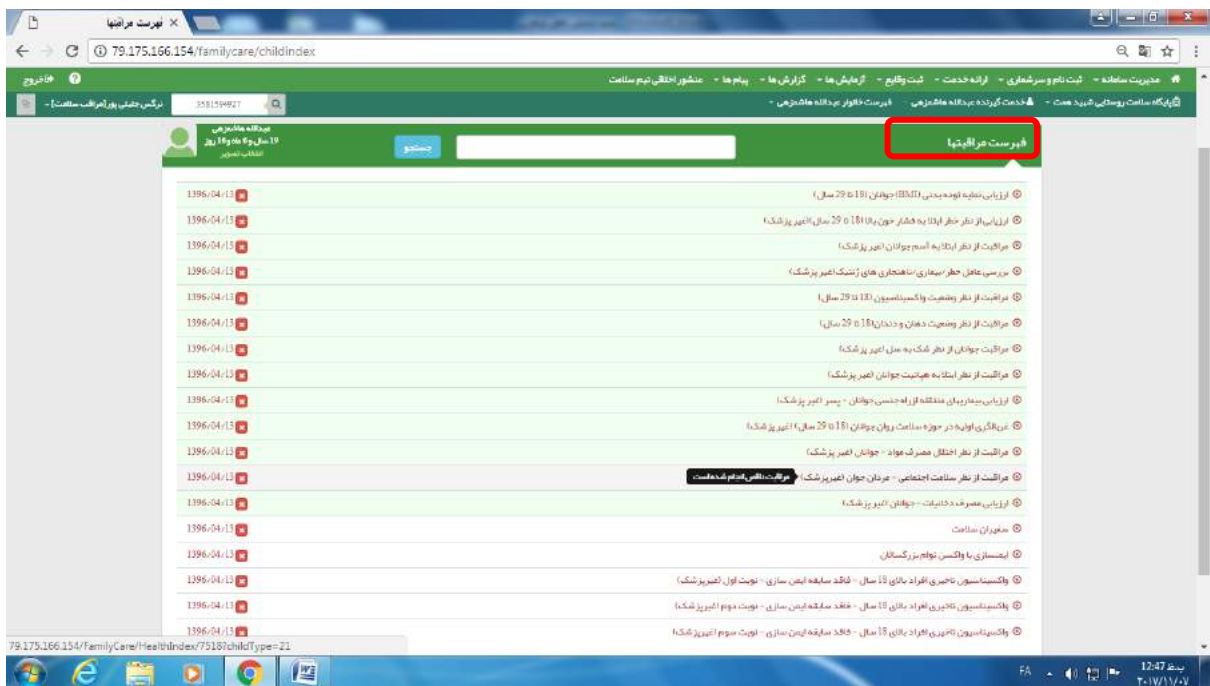 فهرست مراقبتها
79.175.166.154/familycare/childindex
مدیریت سامانه - ثبت نام و سرشماری - ارائه خدمت - ثبت وقایع - آزمایش ها - گزارش ها - پیام ها - منشور اخلاقی تیم سلامت
خروج
پایگاه سلامت روستایی شهید همت - خدمت گیرنده عبدالله هاشمزهی - فهرست خانوار عبدالله هاشمزهی -
3581594927
فهرست مراقبتها
جستجو
عبدالله هاشمزهی
19 سال و 6 ماه و 16 روز
انتخاب تصویر
ارزیابی نمایه توده بدنی (BMI) جوانان (18 تا 29 سال) 1396/04/13
ارزیابی از نظر خطر ابتلا به فشار خون بالا (18 تا 29 سال) (غیر پزشک) 1396/04/13
مراقبت از نظر ابتلا به آسم جوانان (غیر پزشک) 1396/04/13
بررسی عامل خطر/بیماری/ناهنجاری های ژنتیک (غیر پزشک) 1396/04/13
مراقبت از نظر وضعیت واکسیناسیون (18 تا 29 سال) 1396/04/13
مراقبت از نظر وضعیت دهان و دندان (18 تا 29 سال) 1396/04/13
مراقبت جوانان از نظر شک به سل (غیر پزشک) 1396/04/13
مراقبت از نظر ابتلا به هپاتیت جوانان (غیر پزشک) 1396/04/13
ارزیابی بیماریهای منتقله از راه جنسی جوانان - پسر (غیر پزشک) 1396/04/13
غربالگری اولیه در حوزه سلامت روان جوانان (18 تا 29 سال) (غیر پزشک) 1396/04/13
مراقبت از نظر اختلال مصرف مواد - جوانان (غیر پزشک) 1396/04/13
مراقبت از نظر سلامت اجتماعی - مردان جوان (غیرپزشک) مراقبت ناقص انجام شده است 1396/04/13
ارزیابی مصرف دخانیات - جوانان (غیر پزشک) 1396/04/13
سفیران سلامت 1396/04/13
ایمنسازی با واکسن توام بزرگسالان 1396/04/13
واکسیناسیون تاخیری افراد بالای 18 سال - فاقد سابقه ایمن سازی - نوبت اول (غیرپزشک) 1396/04/13
واکسیناسیون تاخیری افراد بالای 18 سال - فاقد سابقه ایمن سازی - نوبت دوم (غیرپزشک) 1396/04/13
واکسیناسیون تاخیری افراد بالای 18 سال - فاقد سابقه ایمن سازی - نوبت سوم (غیرپزشک) 1396/04/13
79.175.166.154/FamilyCare/HealthIndex/7518?childType=21
FA
12:47 ب.ظ
۲۰۱۷/۱۱/۰۷